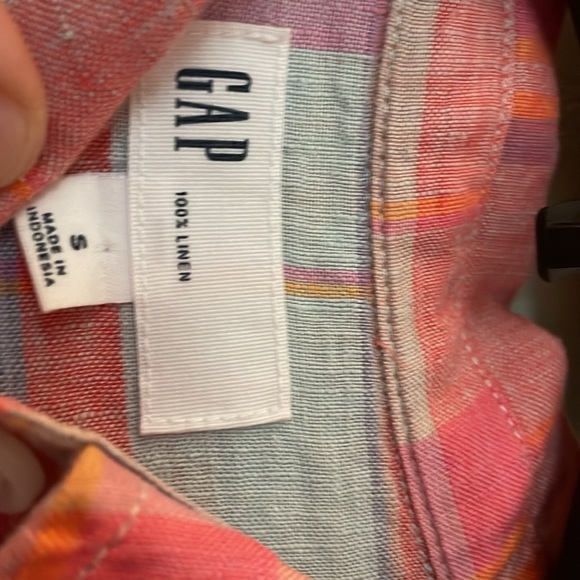 GAP
100% LINEN
S
MADE IN
INDONESIA